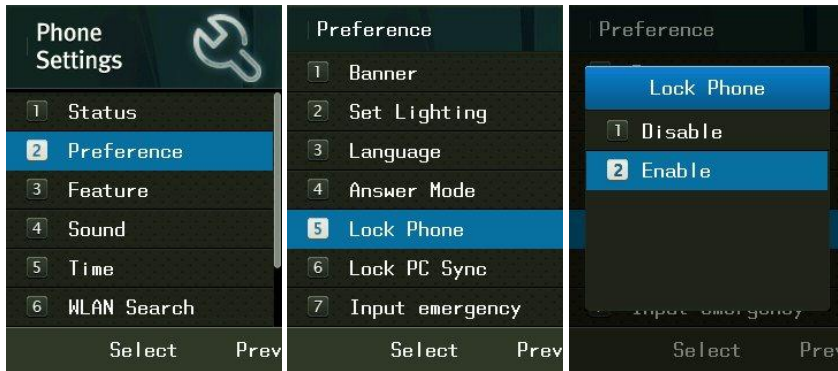 Phone
Settings
1 Status
2 Preference
3 Feature
4 Sound
5 Time
6 WLAN Search
Select Prev
Preference
1 Banner
2 Set Lighting
3 Language
4 Answer Mode
5 Lock Phone
6 Lock PC Sync
7 Input emergency
Select Prev
Preference
Lock Phone
1 Disable
2 Enable
Input emergency
Select Prev